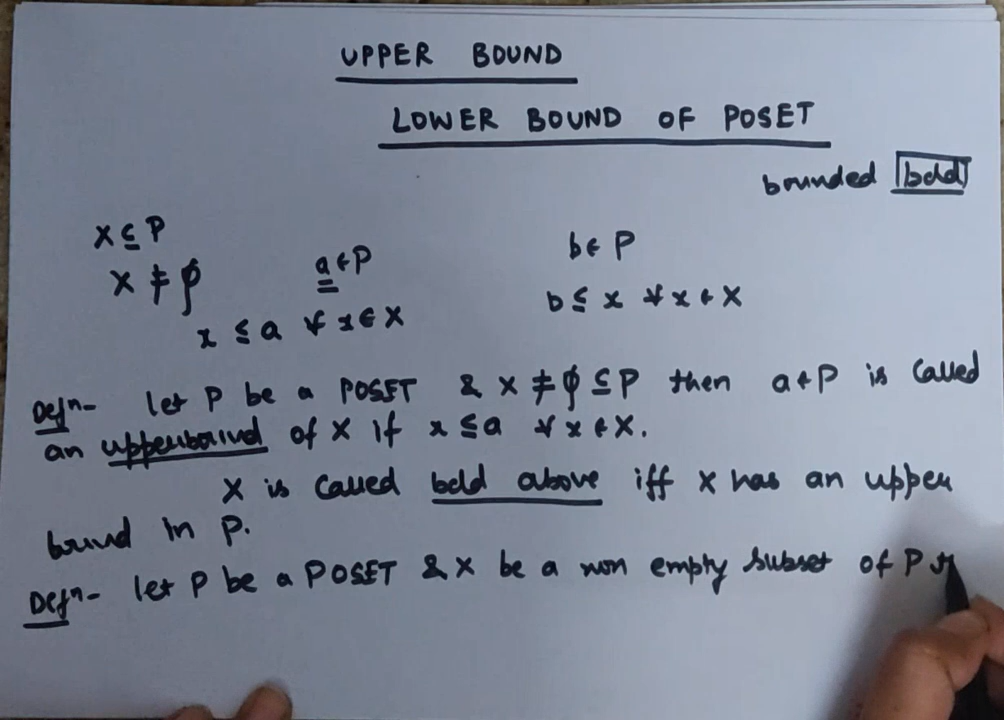 UPPER BOUND
LOWER BOUND OF POSET
bounded bdd
X ⊆ P
X ≠ ϕ
a ∈ P
x ≤ a ∀ x ∈ X
b ∈ P
b ≤ x ∀ x ∈ X
Defn- let P be a POSET & X ≠ ϕ ⊆ P then a ∈ P is called
an upperbound of X if x ≤ a ∀ x ∈ X.
X is called bdd above iff X has an upper
bound in P.
Defn- let P be a POSET & X be a non empty subset of P